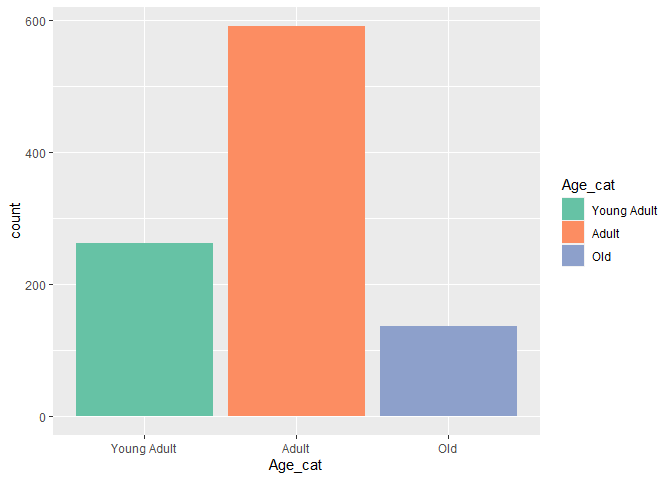 600
400
200
0
count
Young Adult
Adult
Old
Age_cat
Age_cat
Young Adult
Adult
Old